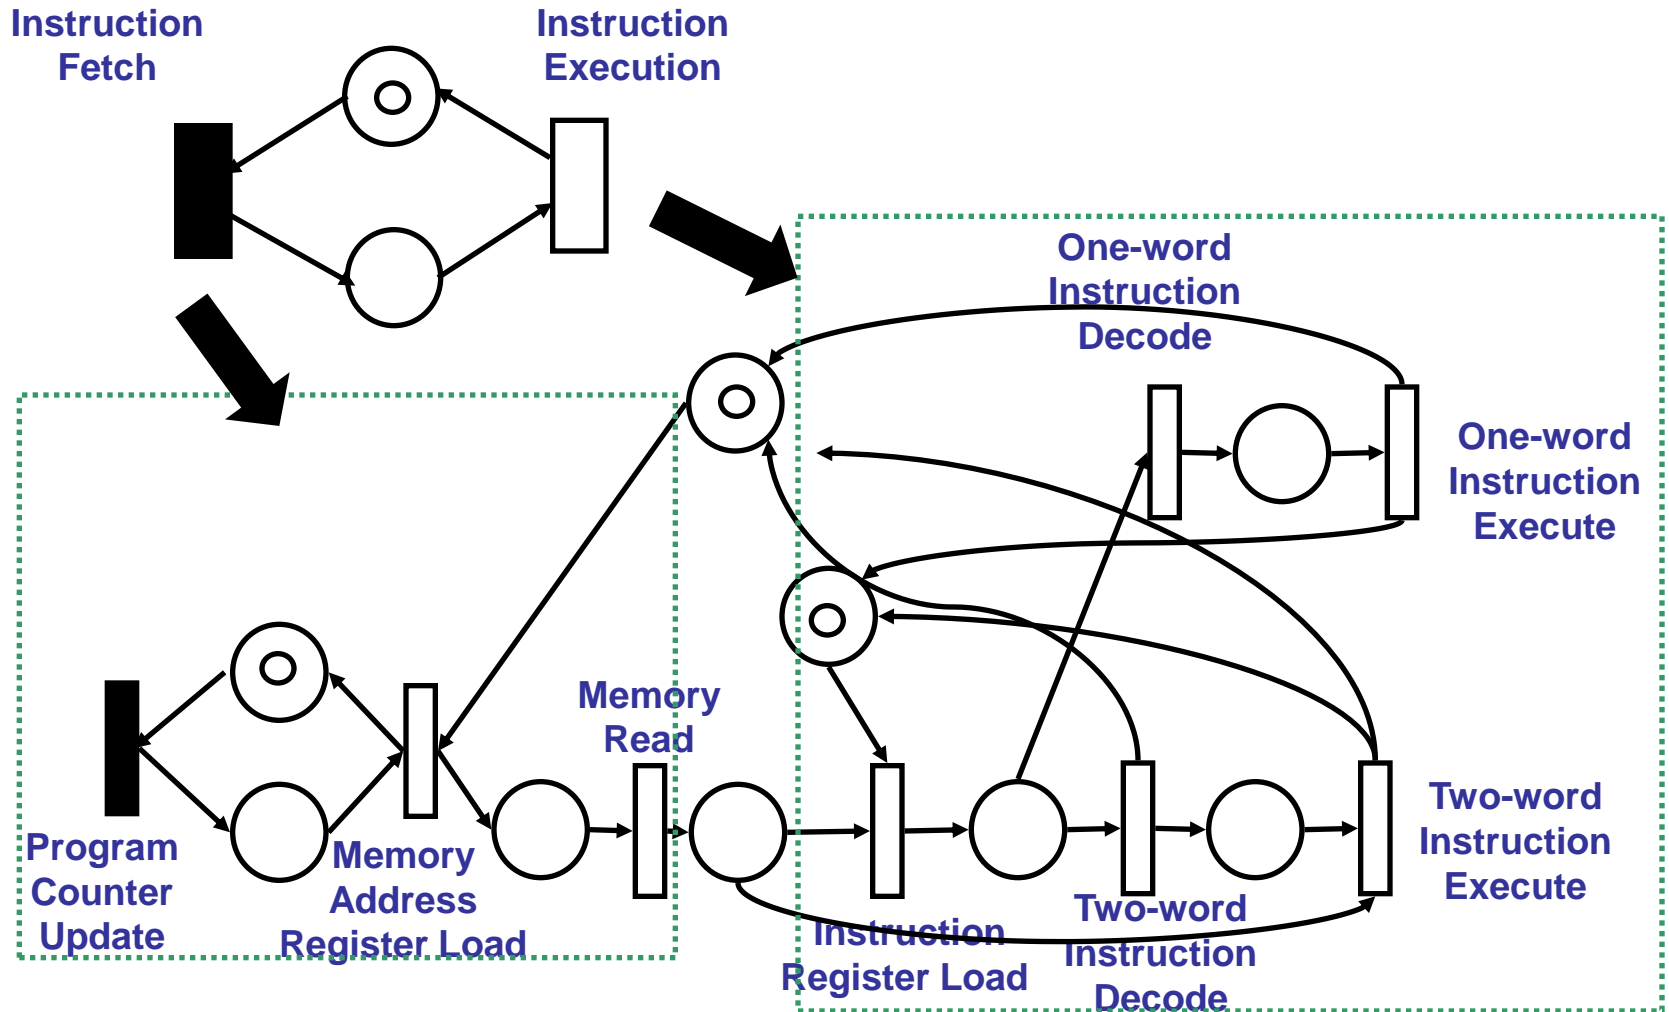 Instruction
Fetch
Instruction
Execution
One-word
Instruction
Decode
One-word
Instruction
Execute
Memory
Read
Program
Counter
Update
Memory
Address
Register Load
Two-word
Instruction
Execute
Instruction
Register Load
Two-word
Instruction
Decode